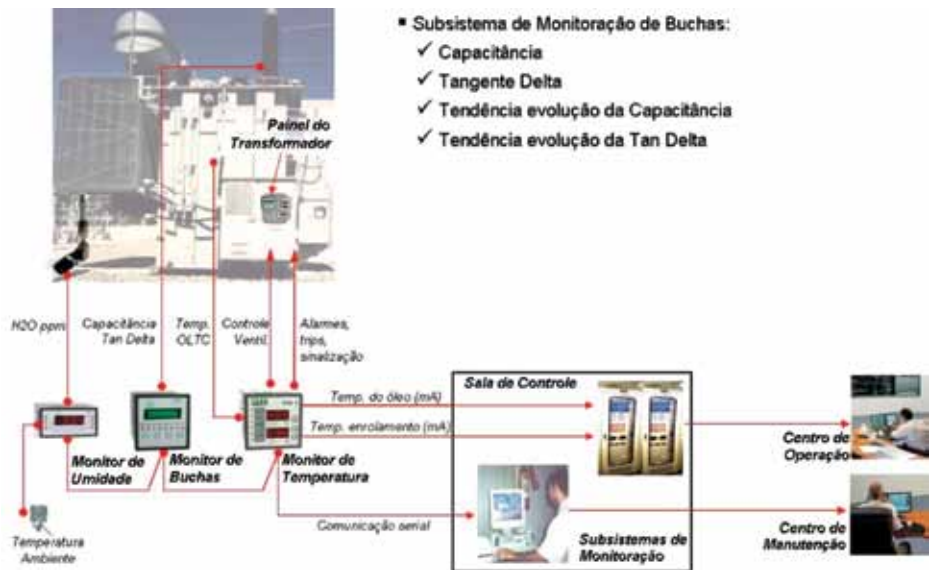 ▪ Subsistema de Monitoração de Buchas:
✓ Capacitância
✓ Tangente Delta
✓ Tendência evolução da Capacitância
✓ Tendência evolução da Tan Delta
Painel do
Transformador
H2O ppm
Capacitância
Tan Delta
Temp.
OLTC
Controle
Ventil.
Alarmes,
trips,
sinalização
Sala de Controle
Temp. do óleo (mA)
Temp. enrolamento (mA)
Monitor de
Umidade
Monitor de
Buchas
Monitor de
Temperatura
Centro de
Operação
Comunicação serial
Subsistemas de
Monitoração
Centro de
Manutenção
Temperatura
Ambiente